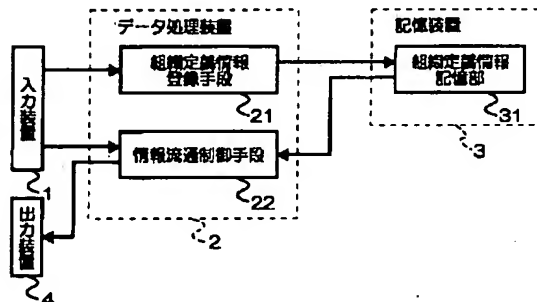 データ処理装置
記憶装置
組織定義情報
登録手段
21
組織定義情報
記憶部
31
入力装置
1
情報流通制御手段
22
3
2
出力装置
4